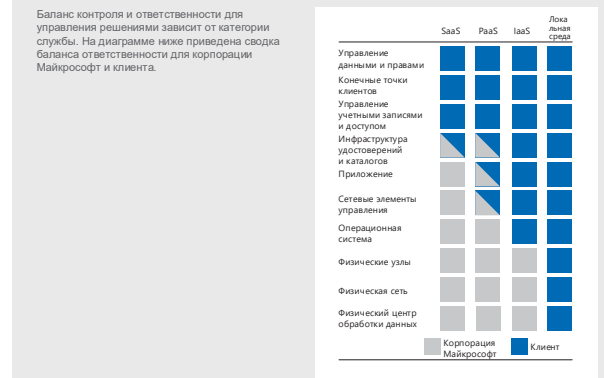 Баланс контроля и ответственности для
управления решениями зависит от категории
службы. На диаграмме ниже приведена сводка
баланса ответственности для корпорации
Майкрософт и клиента.
SaaS PaaS IaaS Лока
льная
среда
Управление
данными и правами
Конечные точки
клиентов
Управление
учетными записями
и доступом
Инфраструктура
удостоверений
и каталогов
Приложение
Сетевые элементы
управления
Операционная
система
Физические узлы
Физическая сеть
Физический центр
обработки данных
Корпорация
Майкрософт
Клиент